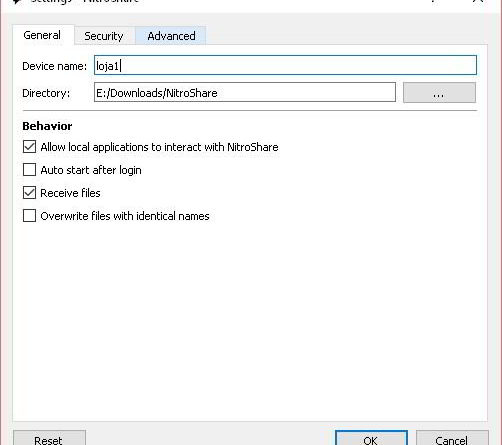 Settings - NitroShare
General Security Advanced
Device name: loja1
Directory: E:/Downloads/NitroShare ...
Behavior
Allow local applications to interact with NitroShare
Auto start after login
Receive files
Overwrite files with identical names
Reset OK Cancel